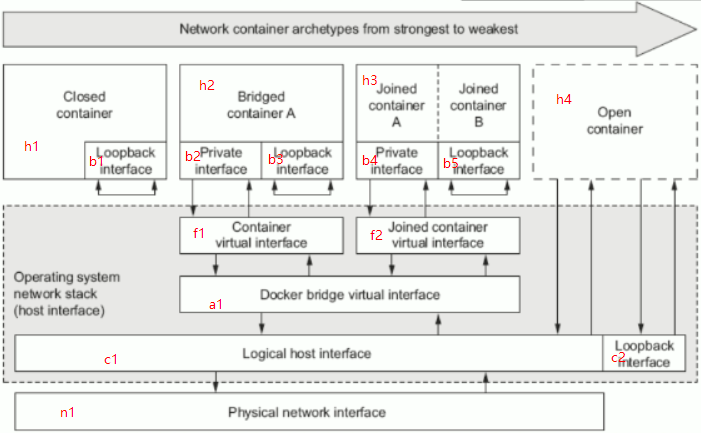 Network container archetypes from strongest to weakest
Closed
container
h1
b1
Loopback
interface
h2
Bridged
container A
b2
Private
interface
b3
Loopback
interface
h3
Joined
container
A
Joined
container
B
b4
Private
interface
b5
Loopback
interface
h4
Open
container
f1
Container
virtual interface
f2
Joined container
virtual interface
Operating system
network stack
(host interface)
a1
Docker bridge virtual interface
c1
Logical host interface
c2
Loopback
interface
n1
Physical network interface